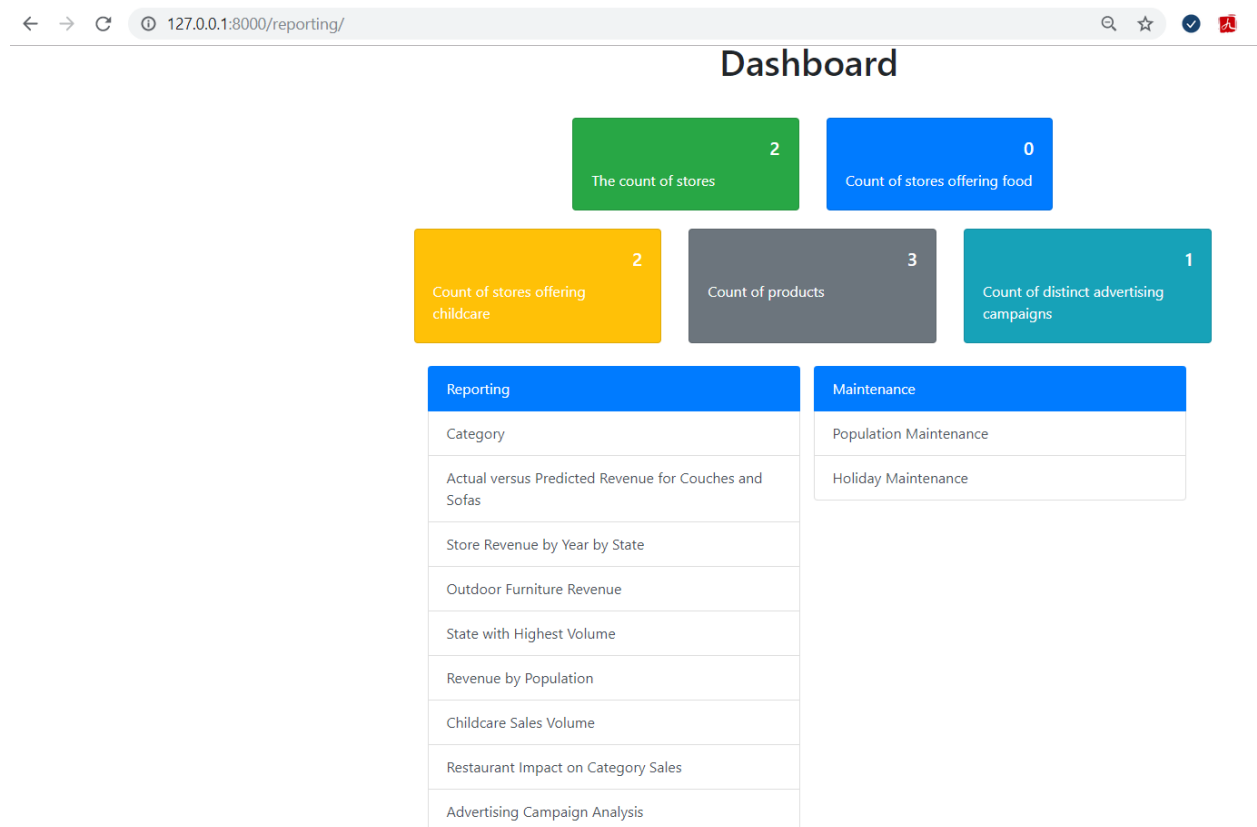 127.0.0.1:8000/reporting/
Dashboard
2
The count of stores
0
Count of stores offering food
2
Count of stores offering
childcare
3
Count of products
1
Count of distinct advertising
campaigns
Reporting
Category
Actual versus Predicted Revenue for Couches and
Sofas
Store Revenue by Year by State
Outdoor Furniture Revenue
State with Highest Volume
Revenue by Population
Childcare Sales Volume
Restaurant Impact on Category Sales
Advertising Campaign Analysis
Maintenance
Population Maintenance
Holiday Maintenance